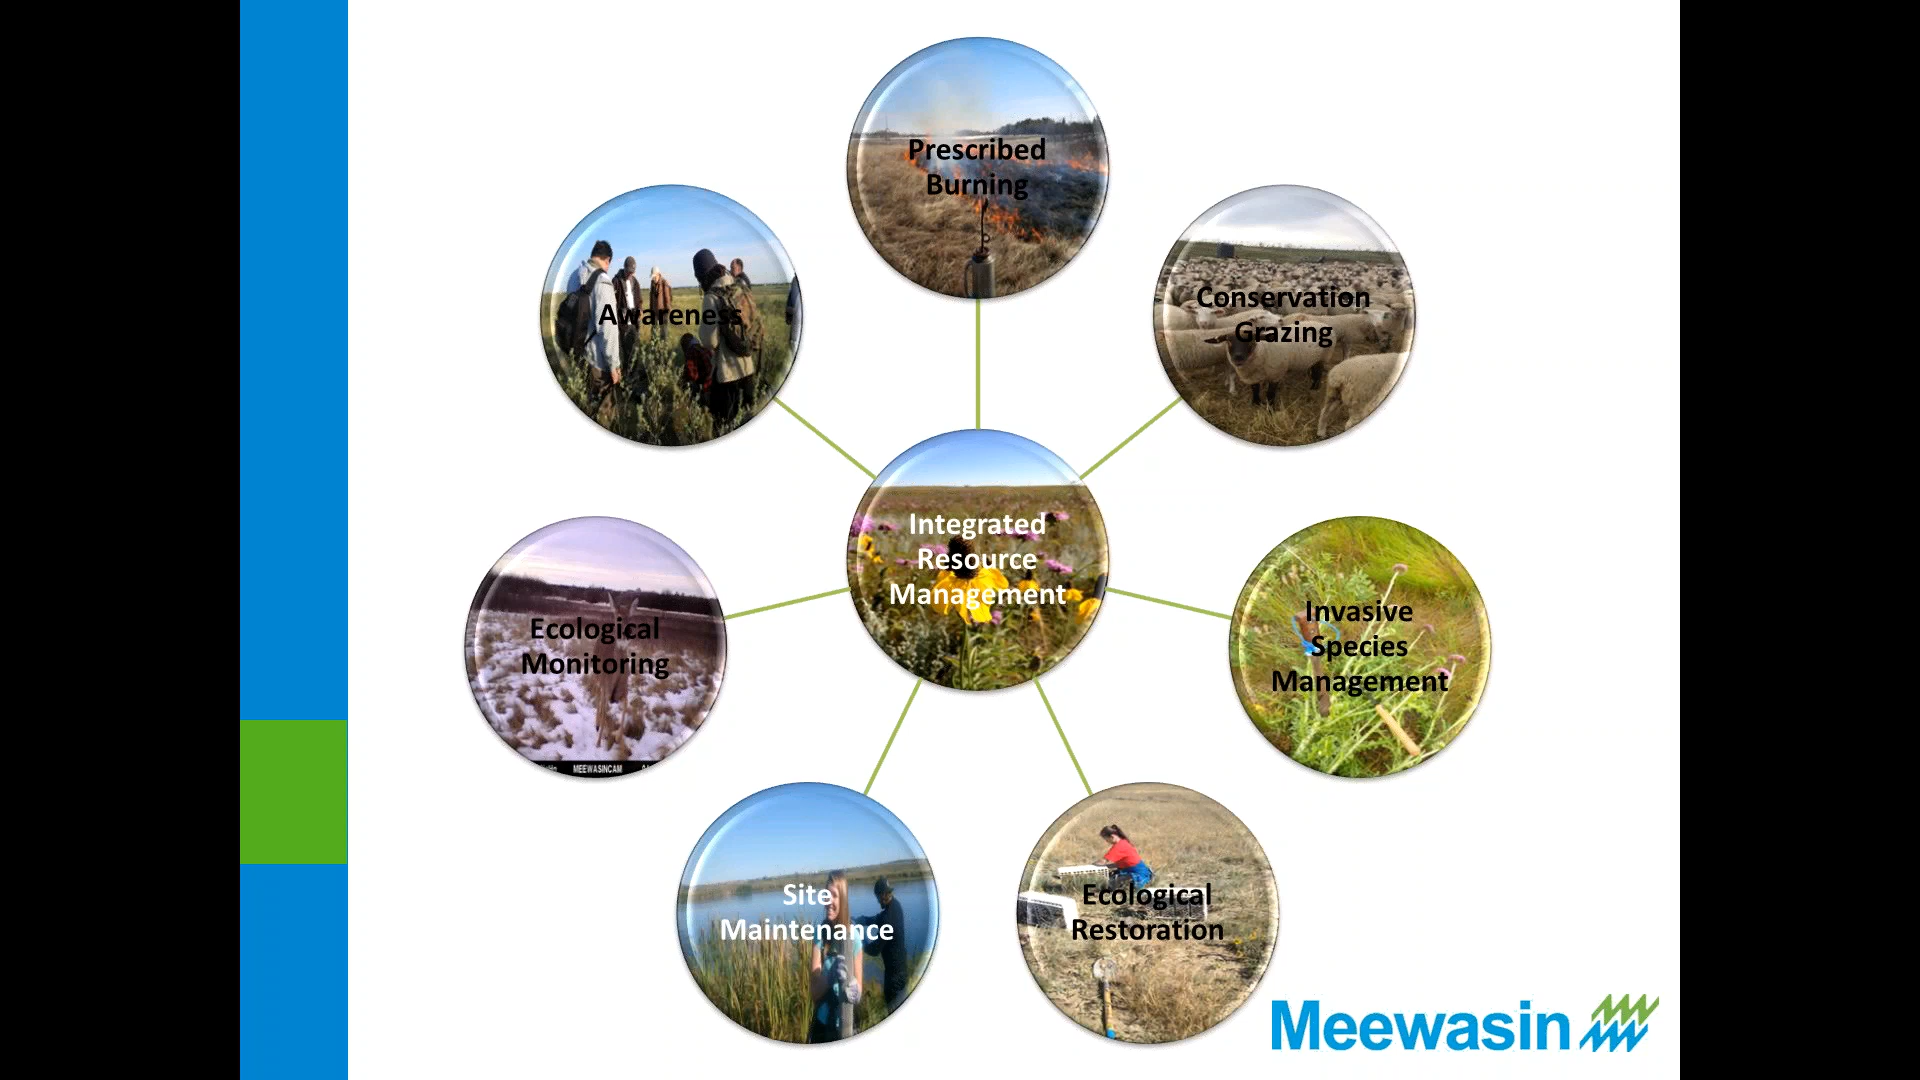 Prescribed
Burning
Awareness
Conservation
Grazing
Integrated
Resource
Management
Ecological
Monitoring
Invasive
Species
Management
MEEWASINCAM
Site
Maintenance
Ecological
Restoration
Meewasin